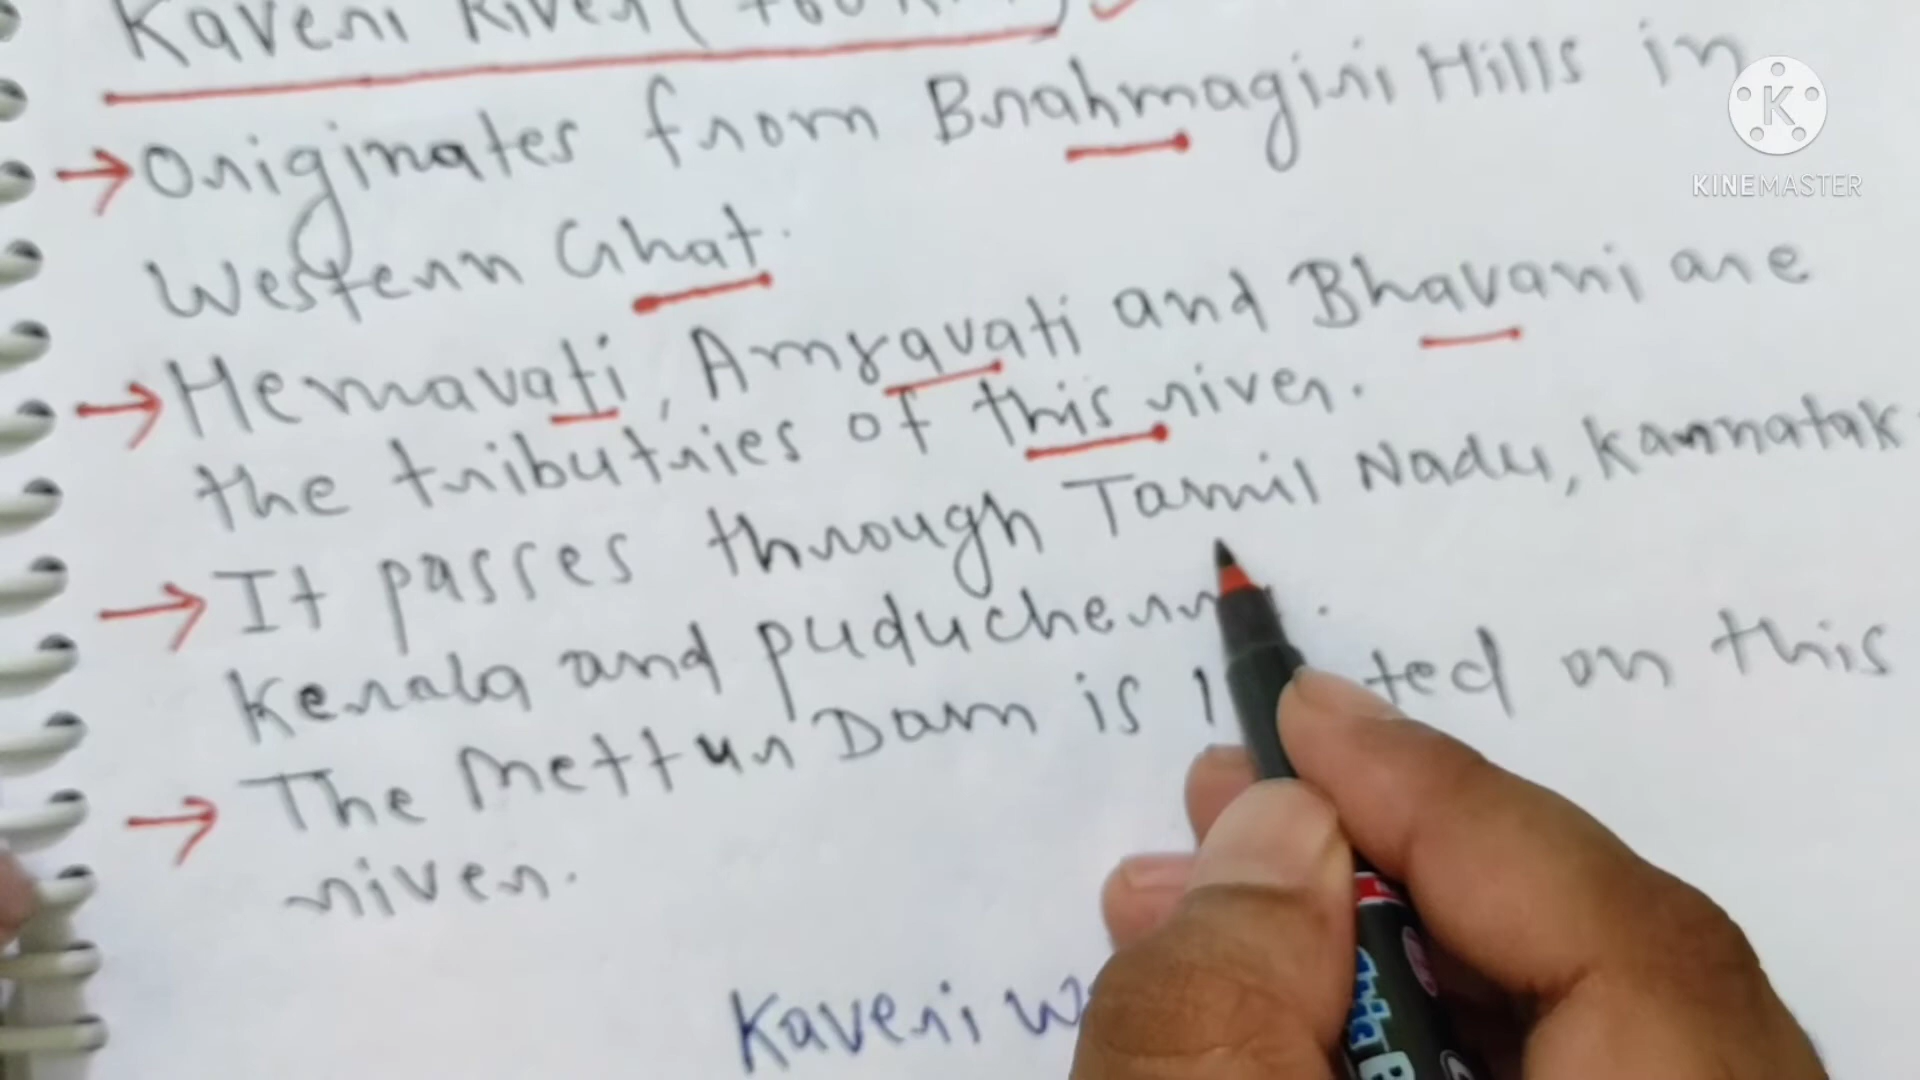 Kaveri River (
Originates from Brahmagiri Hills in
Western Ghat.
Hemavati, Amravati and Bhavani are
the tributries of this river.
It passes through Tamil Nadu, Karnatak
Kerala and puducherry.
The Mettur Dam is located on this
river.
Kaveri
K
KINEMASTER